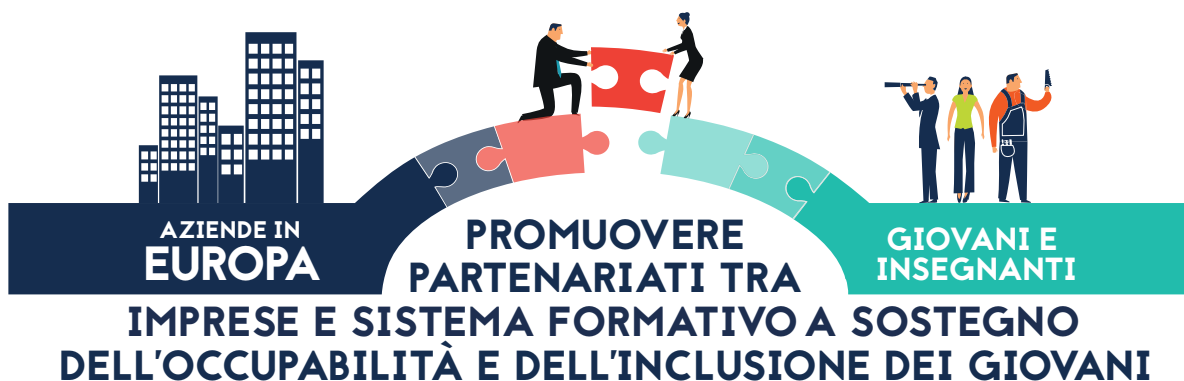 AZIENDE IN
EUROPA
GIOVANI E
INSEGNANTI
PROMUOVERE
PARTENARIATI TRA
IMPRESE E SISTEMA FORMATIVO A SOSTEGNO
DELL'OCCUPABILITÀ E DELL'INCLUSIONE DEI GIOVANI